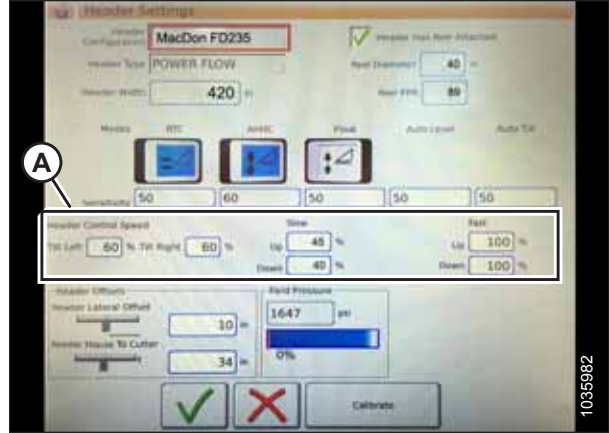 Header Settings
Header Configuration MacDon FD235 Header Has Reel Attached
Header Type POWER FLOW Reel Diameter 40 in
Header Width 420 in Reel PPR 89
Modes RTC AHHC Float Auto Level Auto Tilt
A
Sensitivity 50 60 50 50 50
Header Control Speed Slow Fast
Tilt Left 60 % Tilt Right 60 % Up 45 % Up 100 %
Down 40 % Down 100 %
Header Offsets Field Pressure
Header Lateral Offset 1647 psi
10 in
Feeder House To Cutter 0%
34 in
Calibrate
1035982